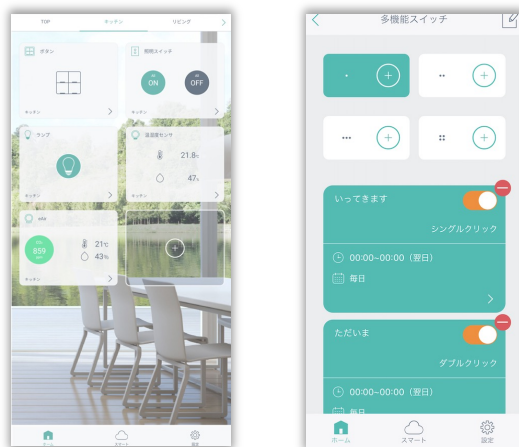 TOP キッチン リビング
ボタン
照明スイッチ
ON OFF
キッチン
キッチン
ランプ
温湿度センサ
21.8
47%
キッチン
キッチン
859
21℃
43%
キッチン
ホーム スマート 設定
多機能スイッチ
いってきます
シングルクリック
00:00~00:00（翌日）
毎日
ただいま
ダブルクリック
00:00~00:00（翌日）
毎日
ホーム スマート 設定